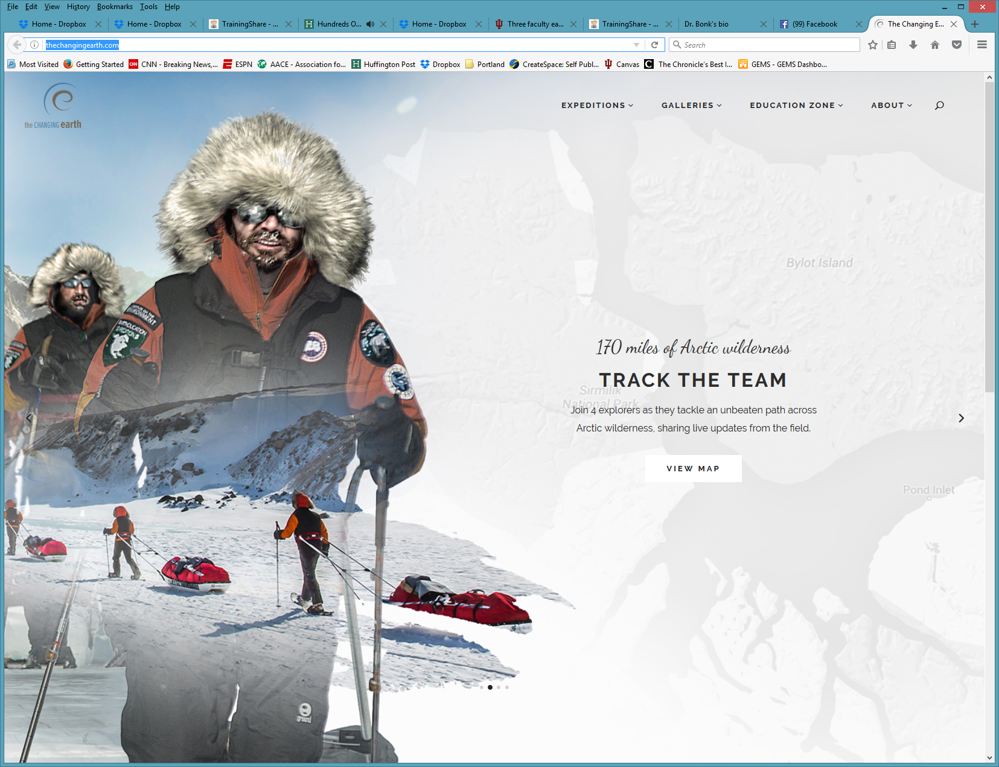 File Edit View History Bookmarks Tools Help
Home - Dropbox
Home - Dropbox
TrainingShare - ...
Hundreds O...
Home - Dropbox
Three faculty ea...
TrainingShare - ...
Dr. Bonk's bio
(99) Facebook
The Changing E...
thechangingearth.com
Search
Most Visited
Getting Started
CNN
CNN - Breaking News,...
ESPN
AACE - Association fo...
H
Huffington Post
Dropbox
Portland
CreateSpace: Self Publ...
Canvas
C
The Chronicle's Best I...
GEMS - GEMS Dashbo...
the CHANGING earth
EXPEDITIONS
GALLERIES
EDUCATION ZONE
ABOUT
Bylot Island
ENVIRONMENT
170 miles of Arctic wilderness
TRACK THE TEAM
Sirmilik
National Park
Join 4 explorers as they tackle an unbeaten path across
Arctic wilderness, sharing live updates from the field.
VIEW MAP
Pond Inlet